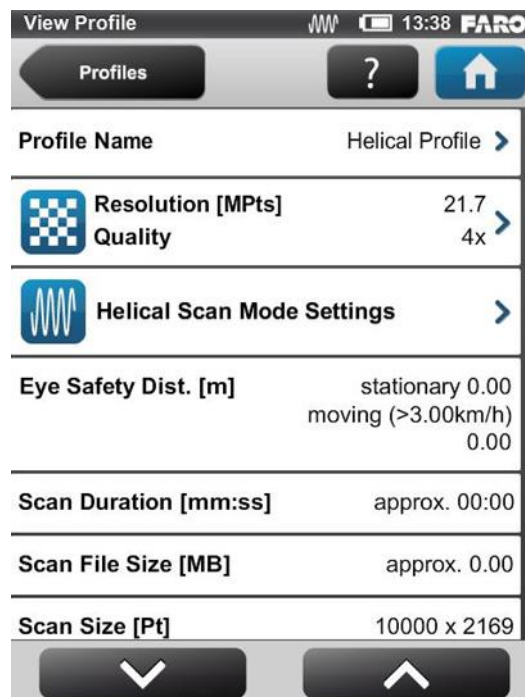 View Profile 13:38 FARO
Profiles ?
Profile Name Helical Profile
Resolution [MPts] 21.7
Quality 4x
Helical Scan Mode Settings
Eye Safety Dist. [m] stationary 0.00
moving (>3.00km/h)
0.00
Scan Duration [mm:ss] approx. 00:00
Scan File Size [MB] approx. 0.00
Scan Size [Pt] 10000 x 2169